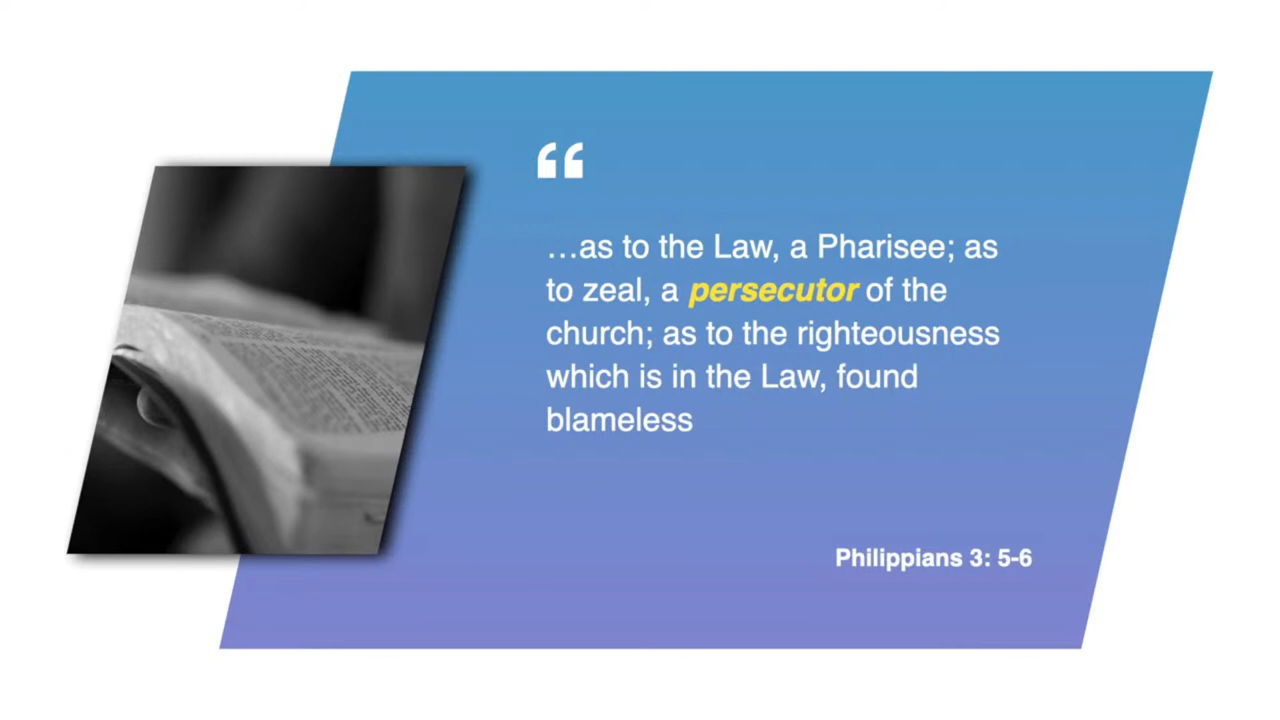 “
…as to the Law, a Pharisee; as
to zeal, a persecutor of the
church; as to the righteousness
which is in the Law, found
blameless
Philippians 3: 5-6